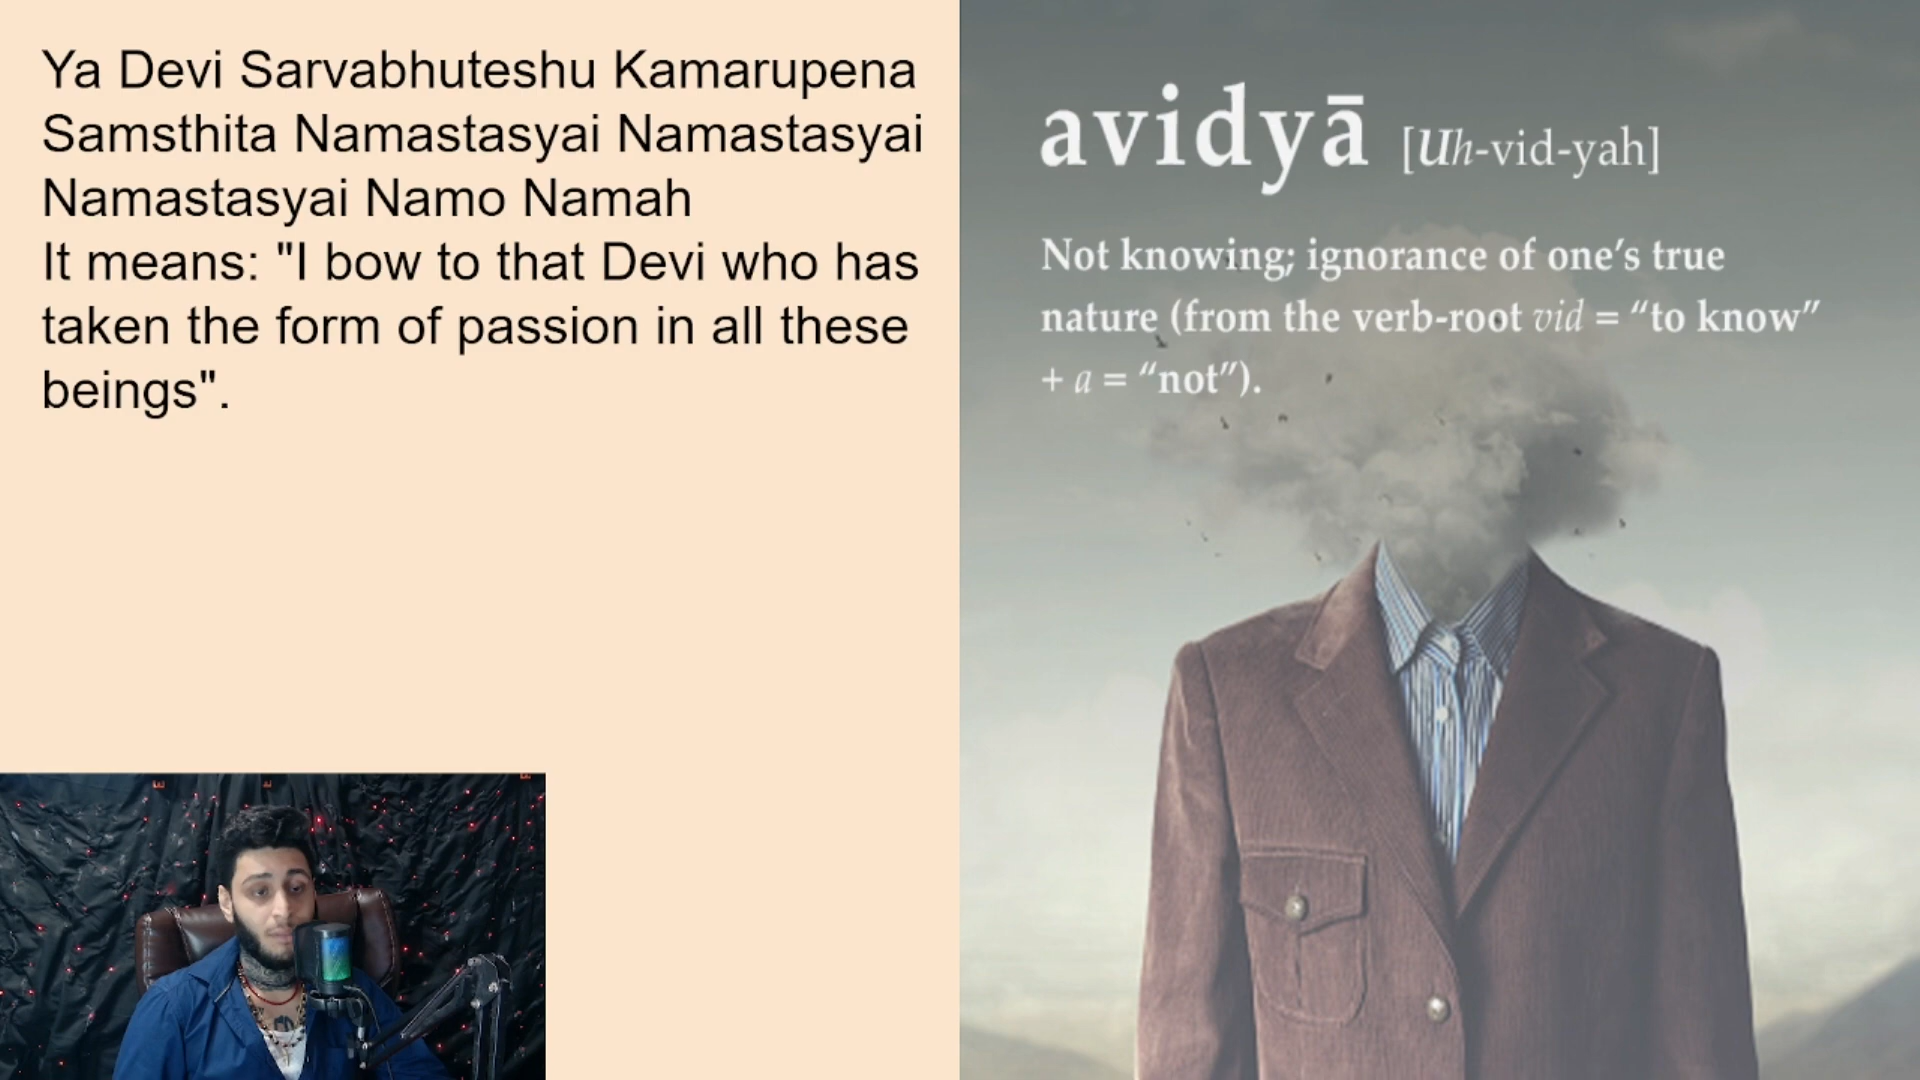 Ya Devi Sarvabhuteshu Kamarupena
Samsthita Namastasyai Namastasyai
Namastasyai Namo Namah
It means: "I bow to that Devi who has
taken the form of passion in all these
beings".
avidyā [Uh-vid-yah]
Not knowing; ignorance of one’s true
nature (from the verb-root vid = “to know”
+ a = “not”).